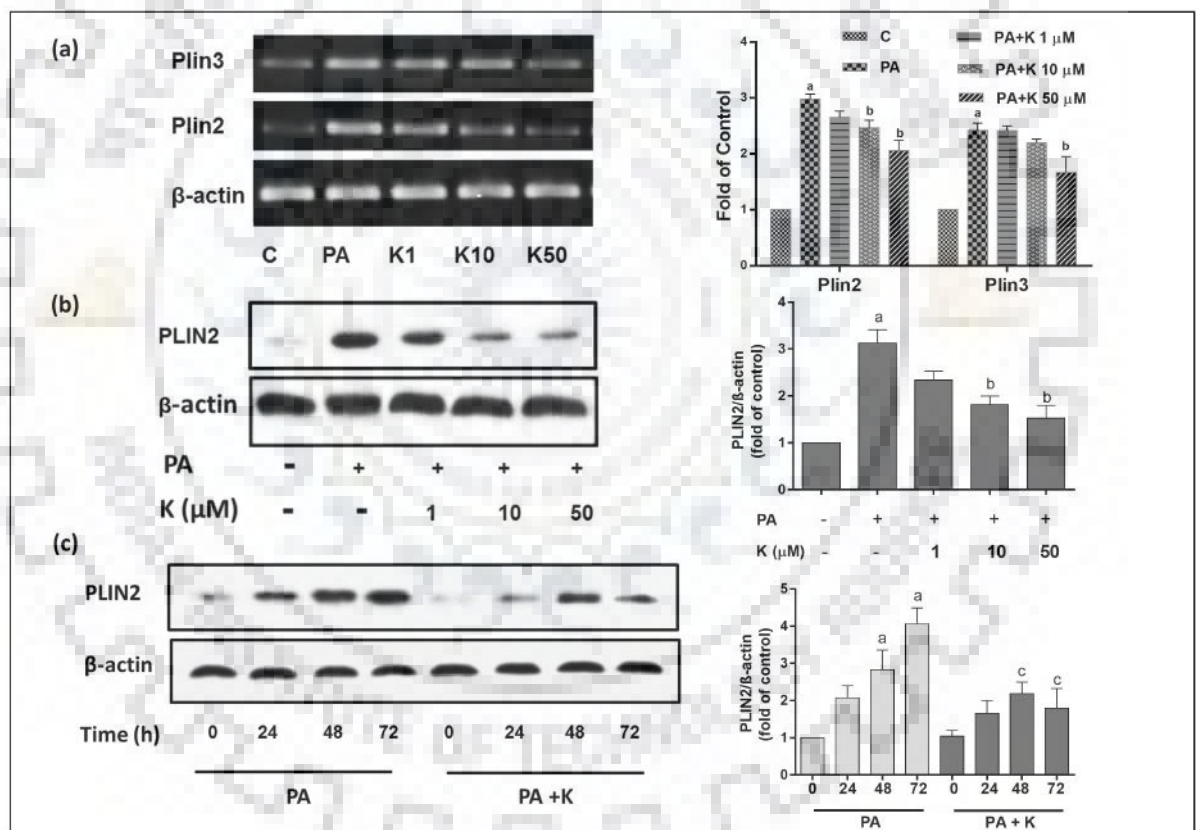 (a)
Plin3
Plin2
β-actin
C PA K1 K10 K50
C
PA
PA+K 1 μM
PA+K 10 μM
PA+K 50 μM
Fold of Control
4
3
2
1
0
a
b
b
a
b
Plin2 Plin3
(b)
PLIN2
β-actin
PA - + + + +
K (μM) - - 1 10 50
PLIN2/ß-actin
(fold of control)
4
3
2
1
0
a
b
b
PA - + + + +
K (μM) - - 1 10 50
(c)
PLIN2
β-actin
Time (h) 0 24 48 72 0 24 48 72
PA PA +K
PLIN2/ß-actin
(fold of control)
5
4
3
2
1
0
a
a
c
c
0 24 48 72 0 24 48 72
PA PA + K